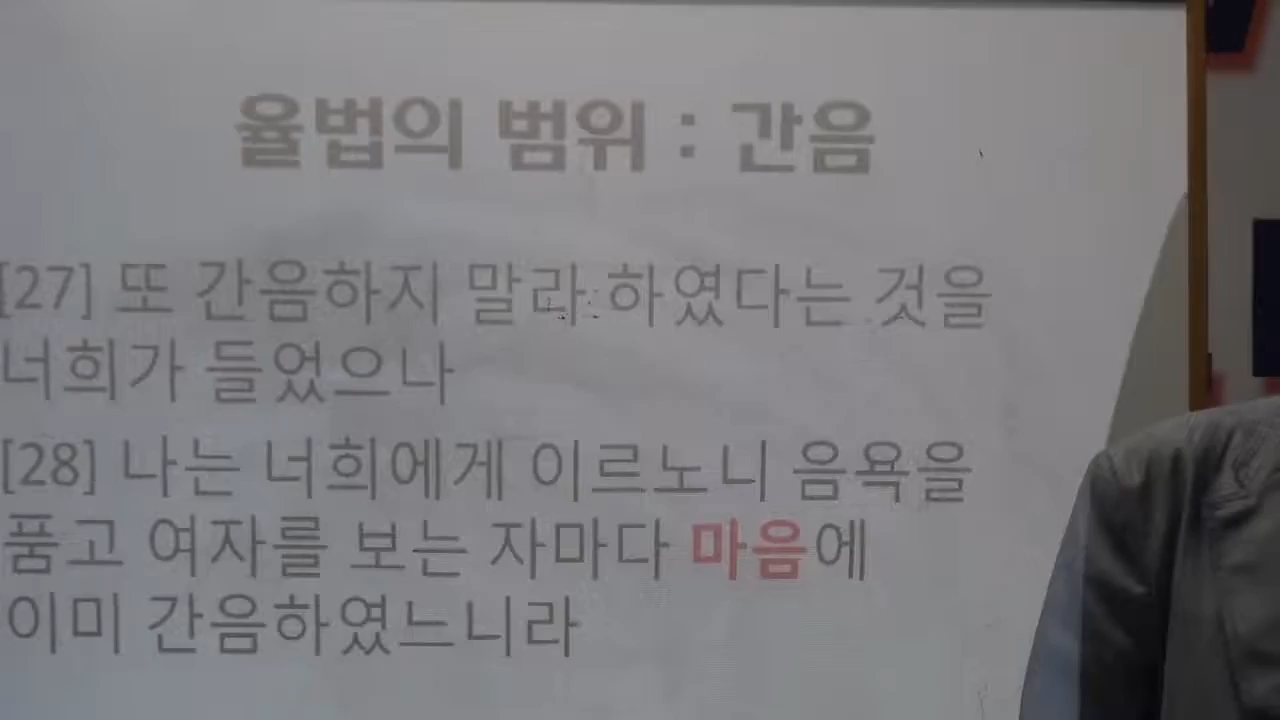 율법의 범위 : 간음
[27] 또 간음하지 말라 하였다는 것을
너희가 들었으나
[28] 나는 너희에게 이르노니 음욕을
품고 여자를 보는 자마다 마음에
이미 간음하였느니라